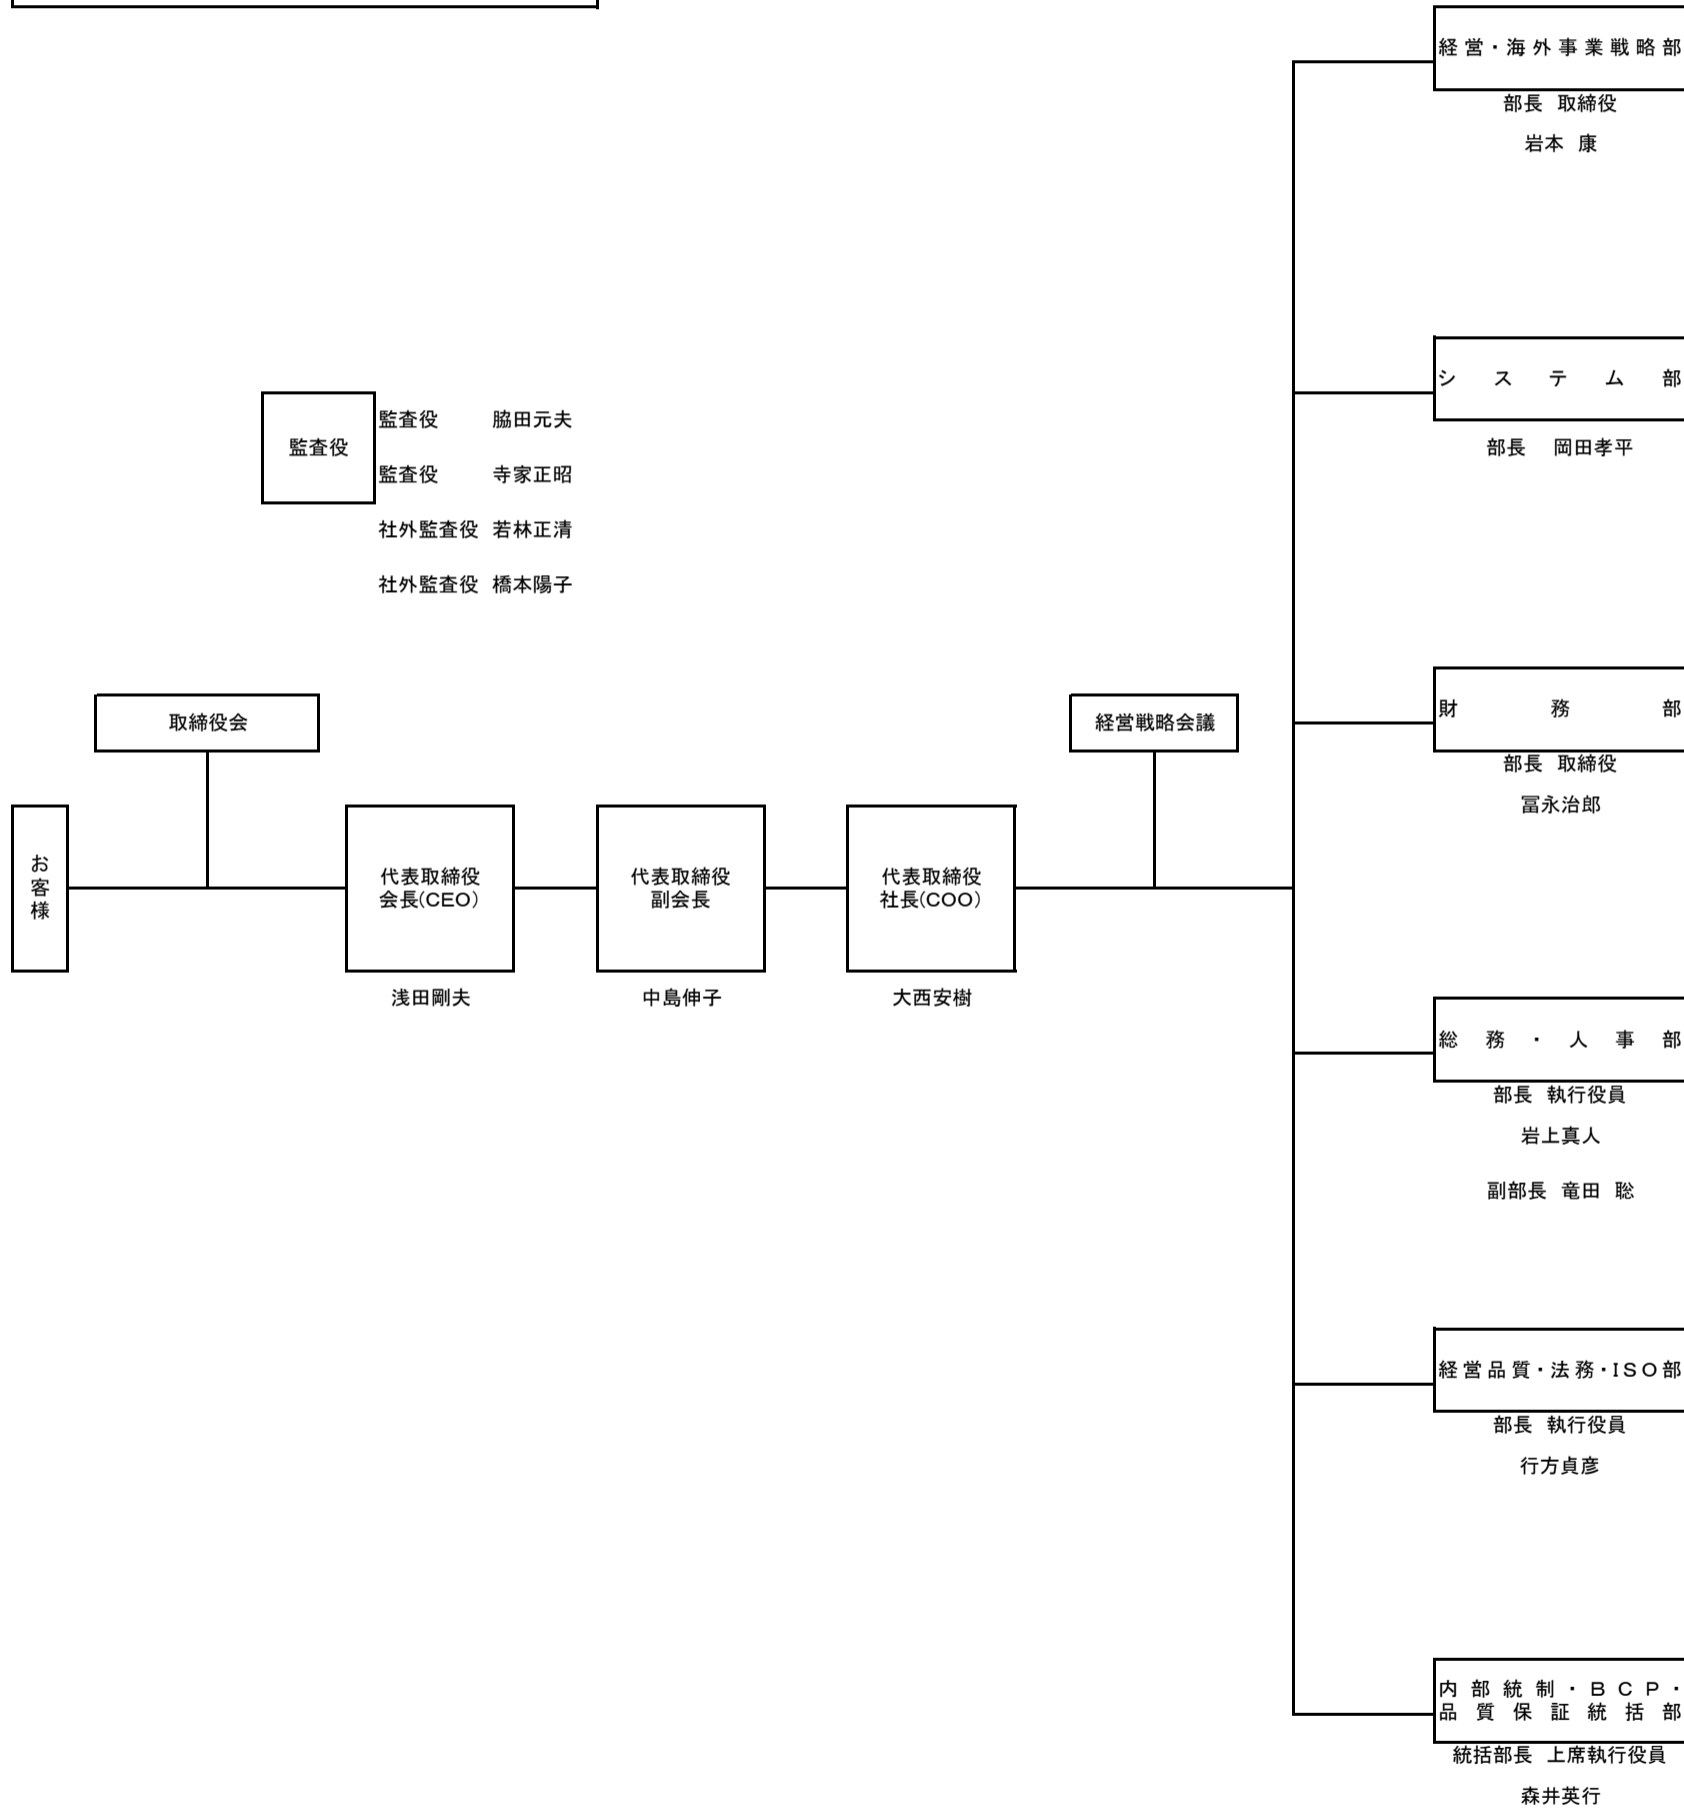 経営・海外事業戦略部
部長 取締役
岩本 康
システム部
部長 岡田孝平
監査役
監査役 脇田元夫
監査役 寺家正昭
社外監査役 若林正清
社外監査役 橋本陽子
取締役会
経営戦略会議
財務部
部長 取締役
冨永治郎
お客様
代表取締役
会長(CEO)
浅田剛夫
代表取締役
副会長
中島伸子
代表取締役
社長(COO)
大西安樹
総務・人事部
部長 執行役員
岩上真人
副部長 竜田 聡
経営品質・法務・ISO部
部長 執行役員
行方貞彦
内部統制・BCP・
品質保証統括部
統括部長 上席執行役員
森井英行